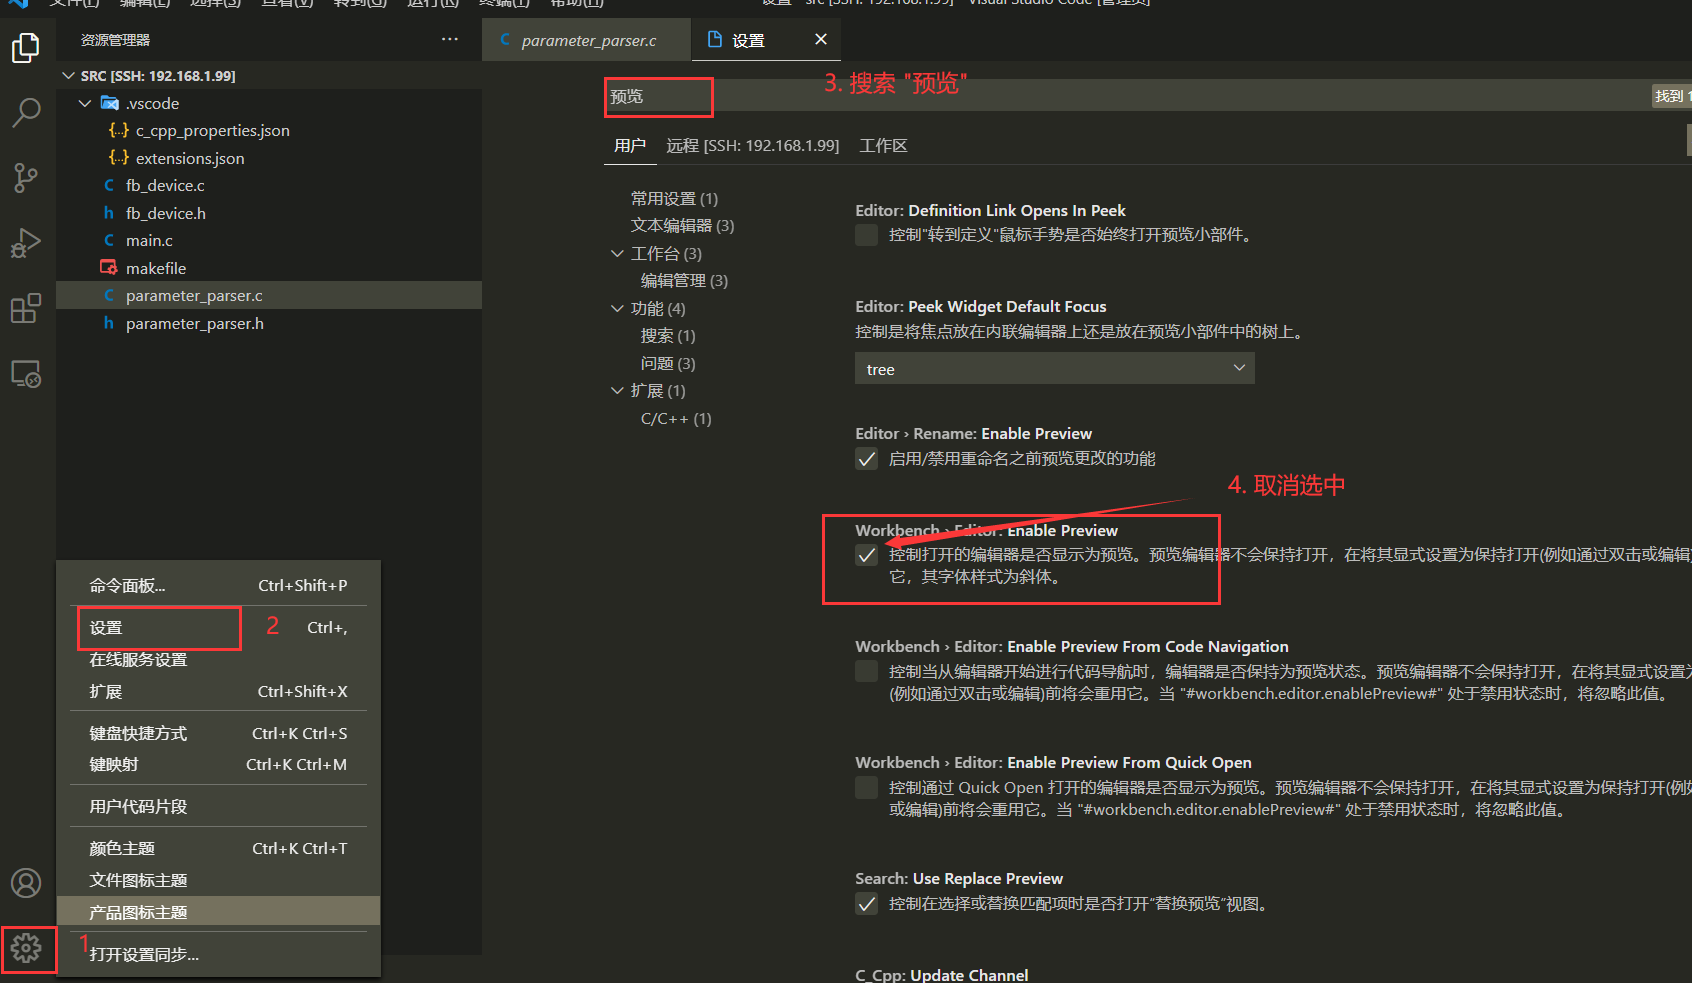 文件(F) 编辑(E) 选择(S) 查看(V) 转到(G) 运行(R) 终端(T) 帮助(H)
设置 - src [SSH: 192.168.1.99] - Visual Studio Code [管理员]
资源管理器
SRC [SSH: 192.168.1.99]
.vscode
{..} c_cpp_properties.json
{..} extensions.json
C fb_device.c
h fb_device.h
C main.c
makefile
C parameter_parser.c
h parameter_parser.h
C parameter_parser.c
设置
预览
3. 搜索 "预览"
找到 1
用户 远程 [SSH: 192.168.1.99] 工作区
常用设置 (1)
文本编辑器 (3)
工作台 (3)
编辑管理 (3)
功能 (4)
搜索 (1)
问题 (3)
扩展 (1)
C/C++ (1)
Editor: Definition Link Opens In Peek
控制"转到定义"鼠标手势是否始终打开预览小部件。
Editor: Peek Widget Default Focus
控制是将焦点放在内联编辑器上还是放在预览小部件中的树上。
tree
Editor › Rename: Enable Preview
启用/禁用重命名之前预览更改的功能
4. 取消选中
Workbench › Editor: Enable Preview
控制打开的编辑器是否显示为预览。预览编辑器不会保持打开，在将其显式设置为保持打开(例如通过双击或编辑)
它，其字体样式为斜体。
Workbench › Editor: Enable Preview From Code Navigation
控制当从编辑器开始进行代码导航时，编辑器是否保持为预览状态。预览编辑器不会保持打开，在将其显式设置为
(例如通过双击或编辑)前将会重用它。当 "#workbench.editor.enablePreview#" 处于禁用状态时，将忽略此值。
Workbench › Editor: Enable Preview From Quick Open
控制通过 Quick Open 打开的编辑器是否显示为预览。预览编辑器不会保持打开，在将其显式设置为保持打开(例如
或编辑)前将会重用它。当 "#workbench.editor.enablePreview#" 处于禁用状态时，将忽略此值。
Search: Use Replace Preview
控制在选择或替换匹配项时是否打开“替换预览”视图。
C_Cpp: Update Channel
命令面板... Ctrl+Shift+P
设置 2 Ctrl+,
在线服务设置
扩展 Ctrl+Shift+X
键盘快捷方式 Ctrl+K Ctrl+S
键映射 Ctrl+K Ctrl+M
用户代码片段
颜色主题 Ctrl+K Ctrl+T
文件图标主题
产品图标主题
1
打开设置同步...